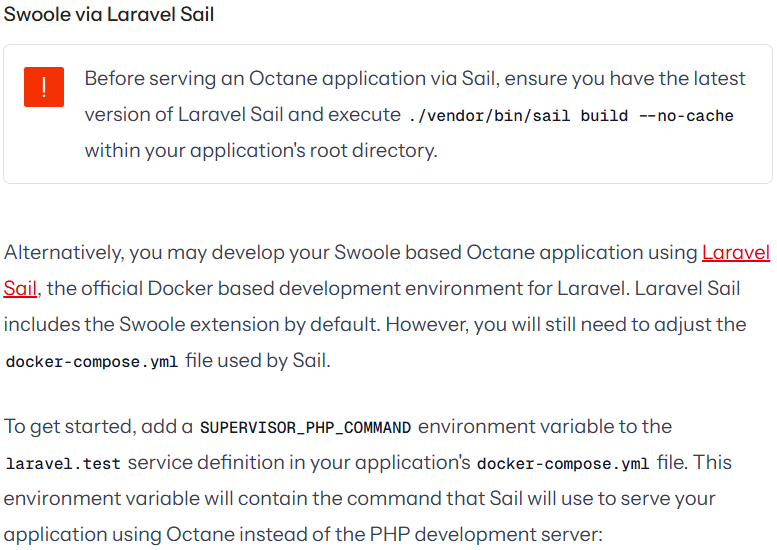 Swoole via Laravel Sail
!
Before serving an Octane application via Sail, ensure you have the latest
version of Laravel Sail and execute ./vendor/bin/sail build --no-cache
within your application's root directory.
Alternatively, you may develop your Swoole based Octane application using Laravel
Sail, the official Docker based development environment for Laravel. Laravel Sail
includes the Swoole extension by default. However, you will still need to adjust the
docker-compose.yml file used by Sail.
To get started, add a SUPERVISOR_PHP_COMMAND environment variable to the
laravel.test service definition in your application's docker-compose.yml file. This
environment variable will contain the command that Sail will use to serve your
application using Octane instead of the PHP development server: